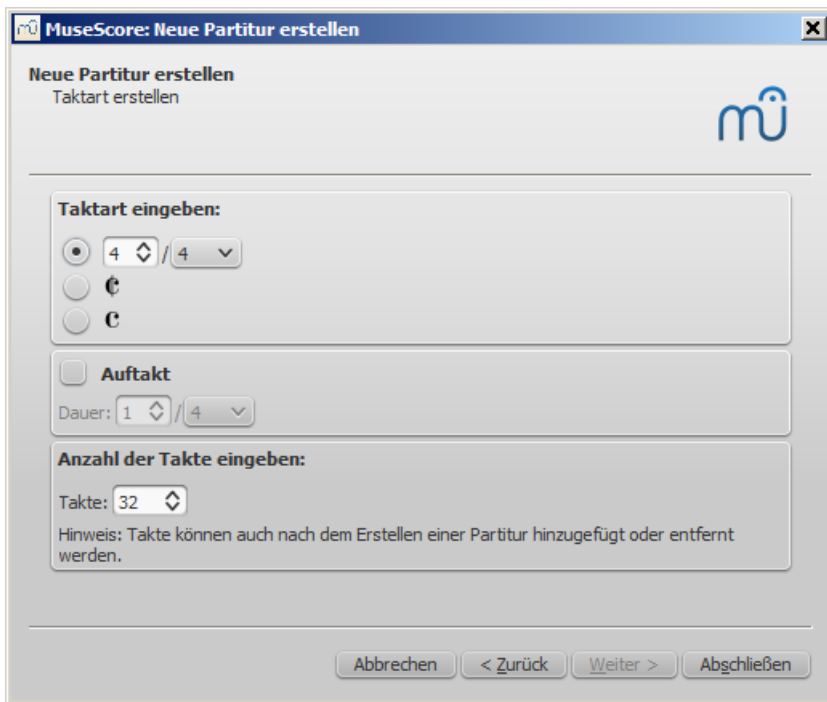 MuseScore: Neue Partitur erstellen
Neue Partitur erstellen
Taktart erstellen
Taktart eingeben:
4 / 4
Auftakt
Dauer: 1 / 4
Anzahl der Takte eingeben:
Takte: 32
Hinweis: Takte können auch nach dem Erstellen einer Partitur hinzugefügt oder entfernt
werden.
Abbrechen < Zurück Weiter > Abschließen